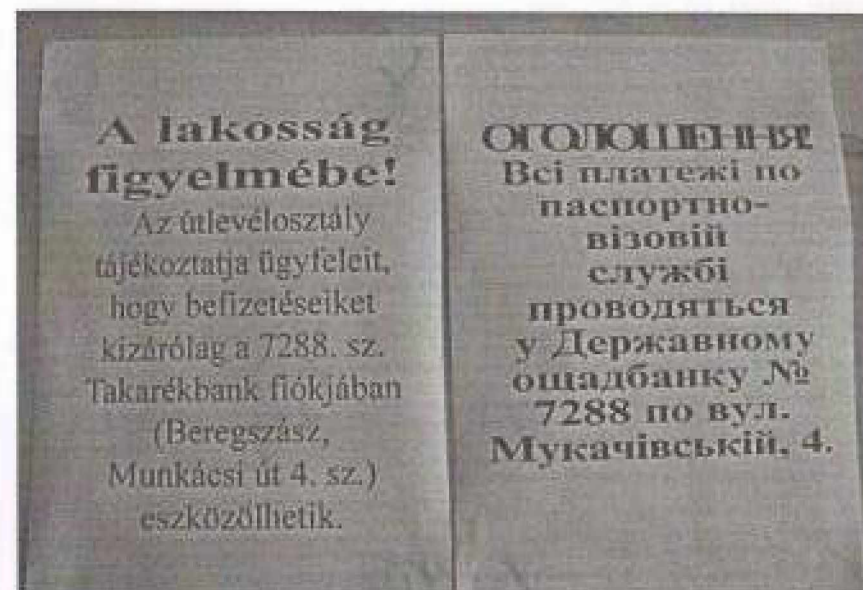 A lakosság
figyelmébe!
Az útlevélosztály
tájékoztatja ügyfeleit,
hogy befizetéseiket
kizárólag a 7288. sz.
Takarékbank fiókjában
(Beregszász,
Munkácsi út 4. sz.)
eszközölhetik.
ОГОЛОШЕННЯ!
Всі платежі по
паспортно-
візовій
службі
проводяться
у Державному
ощадбанку №
7288 по вул.
Мукачівській, 4.